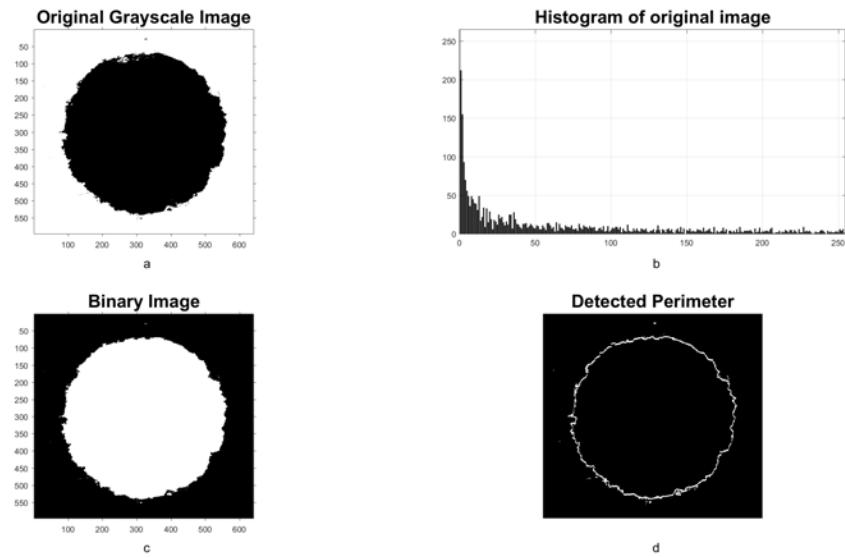 Original Grayscale Image
50
100
150
200
250
300
350
400
450
500
550
100 200 300 400 500 600
a
Histogram of original image
250
200
150
100
50
0
0 50 100 150 200 250
b
Binary Image
50
100
150
200
250
300
350
400
450
500
550
100 200 300 400 500 600
c
Detected Perimeter
d